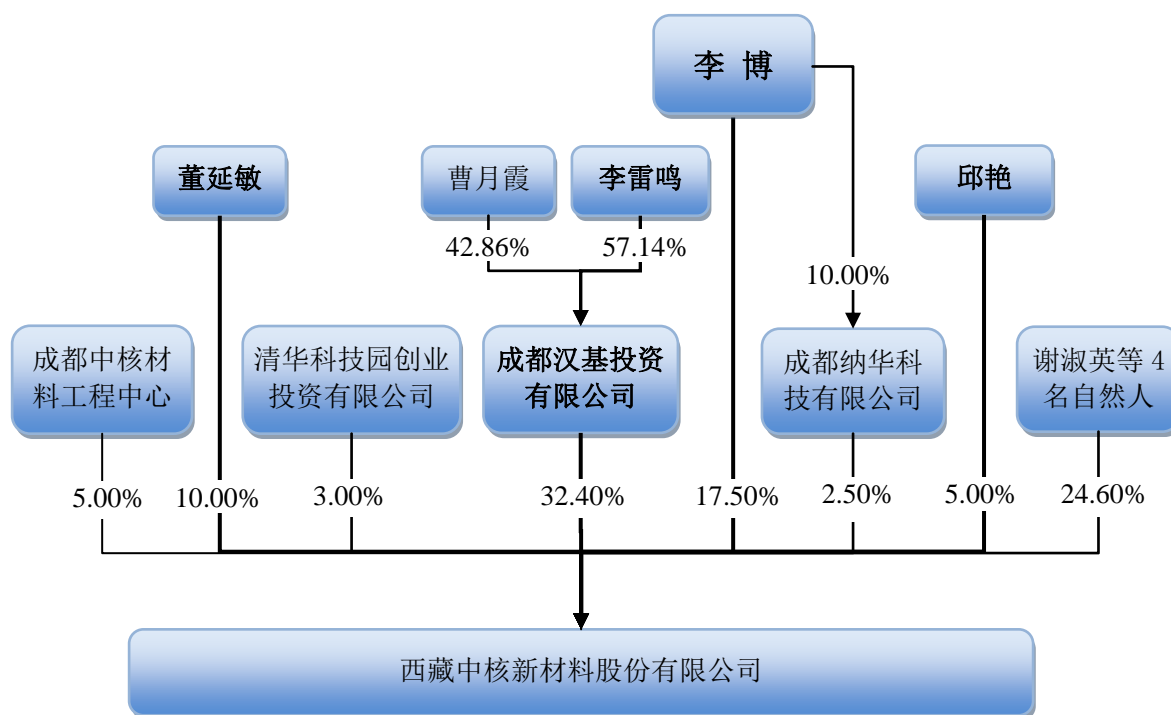 李 博
董延敏
曹月霞
李雷鸣
邱艳
42.86%
57.14%
10.00%
成都中核材
料工程中心
清华科技园创业
投资有限公司
成都汉基投资
有限公司
成都纳华科
技有限公司
谢淑英等 4
名自然人
5.00%
10.00%
3.00%
32.40%
17.50%
2.50%
5.00%
24.60%
西藏中核新材料股份有限公司